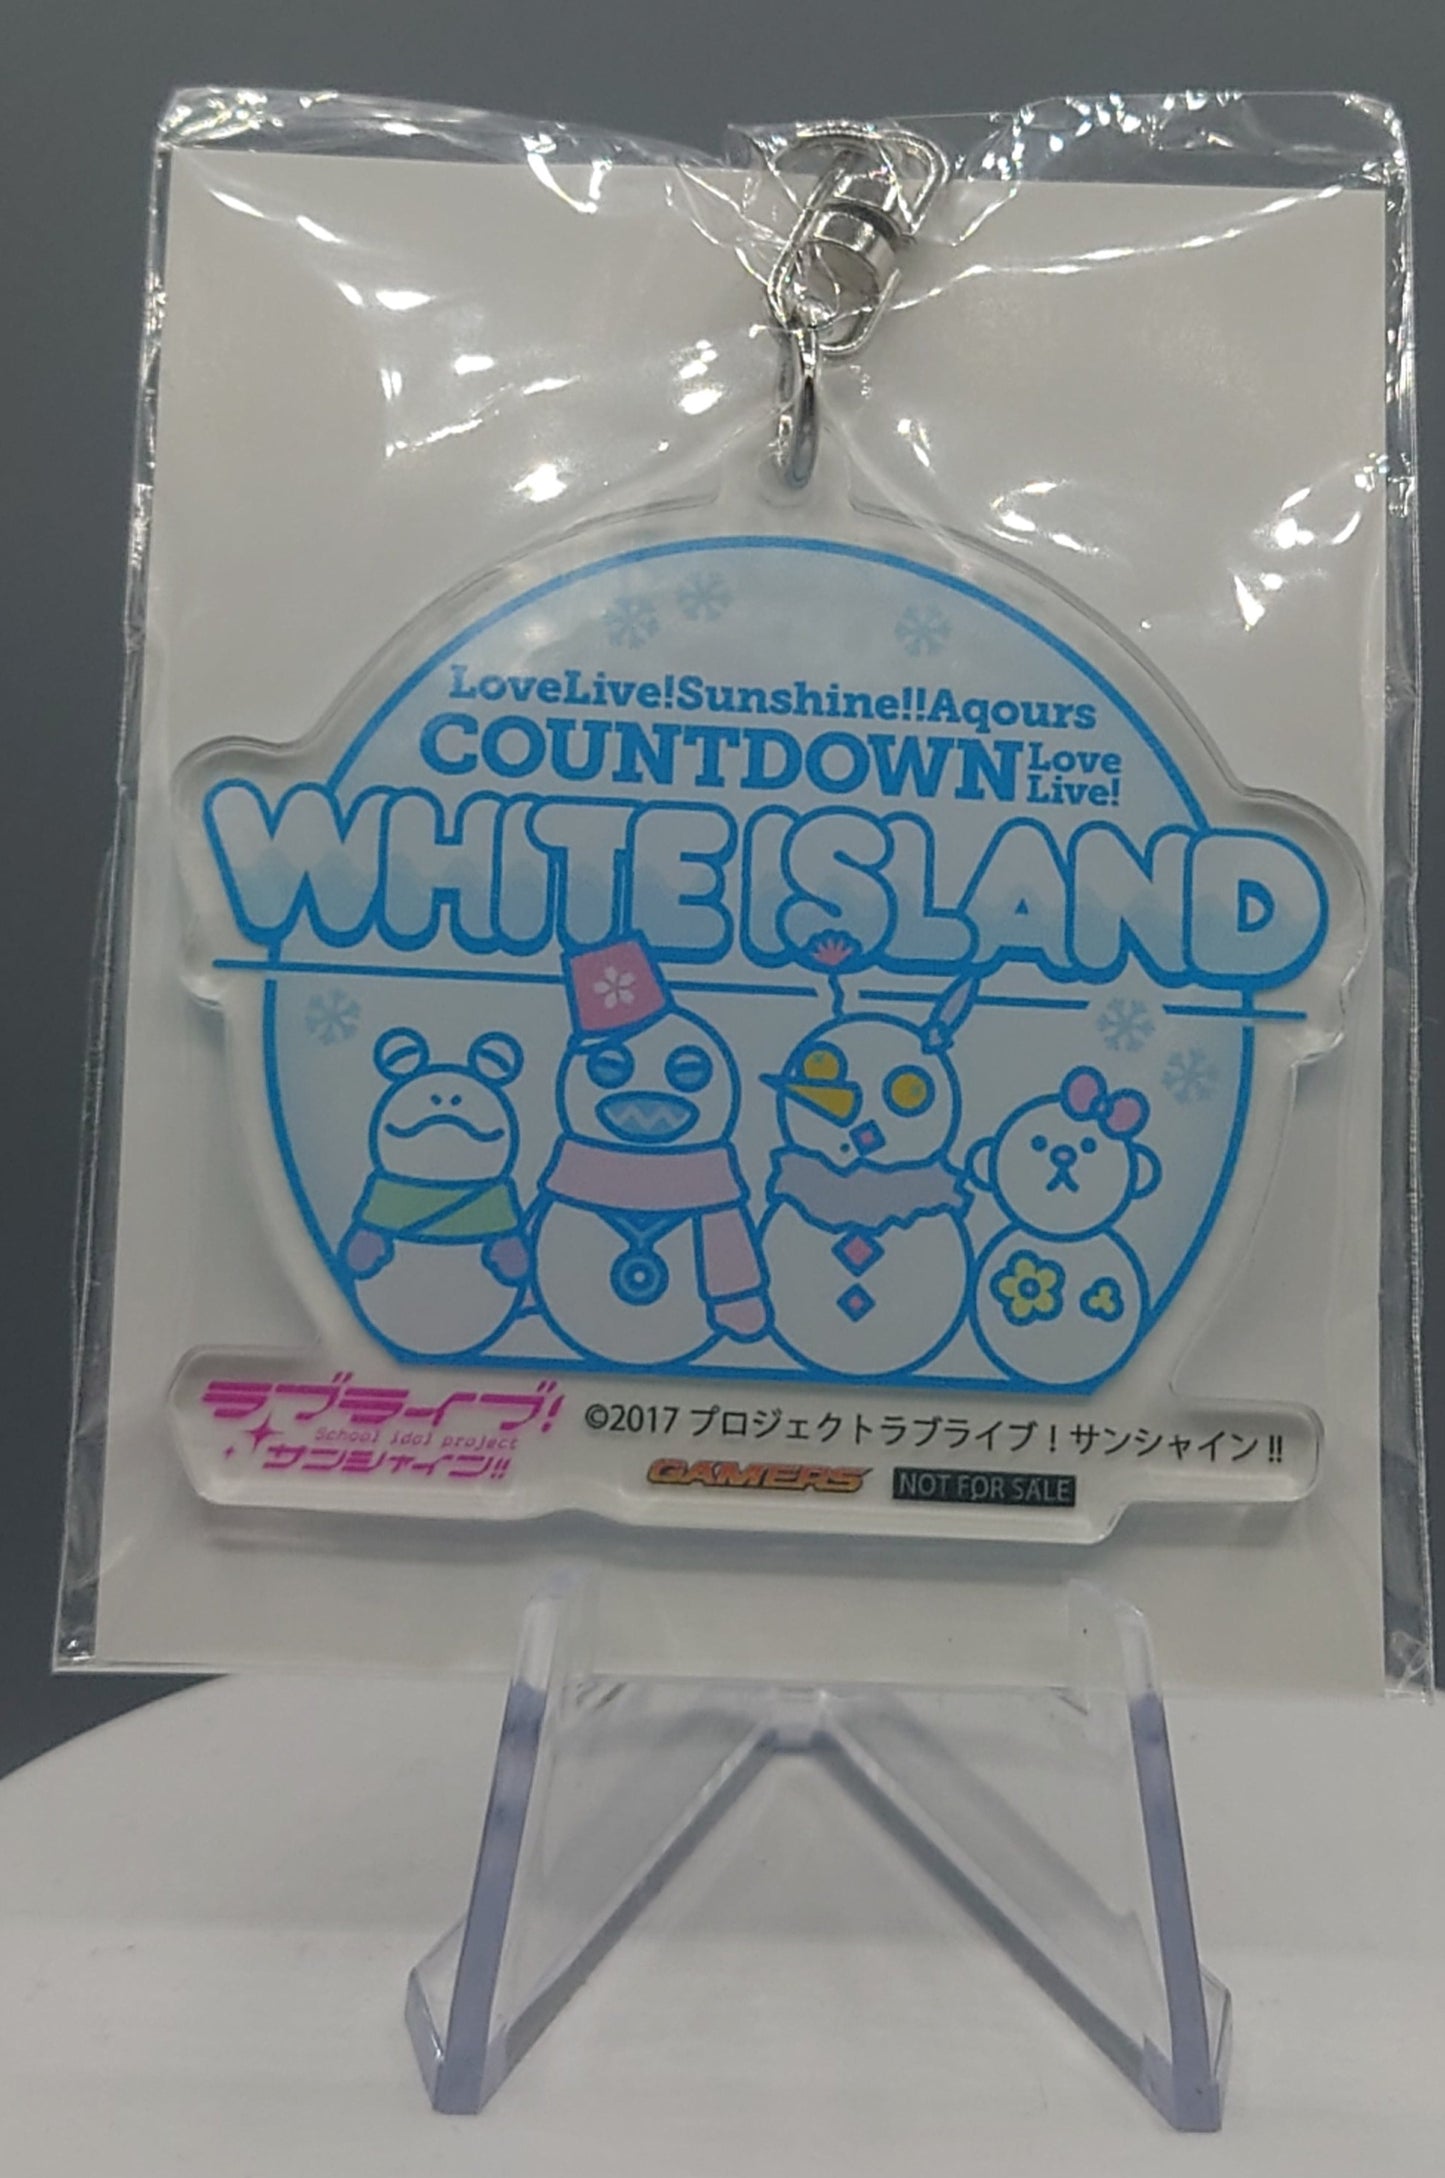 LoveLive!Sunshine!!Aqours
COUNTDOWN Love Live!
WHITE ISLAND
ラブライブ!
School idol project
サンシャイン!!
©2017 プロジェクトラブライブ！サンシャイン!!
GAMERS NOT FOR SALE